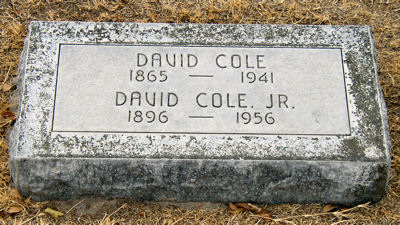 DAVID COLE
1865 — 1941
DAVID COLE, JR.
1896 — 1956